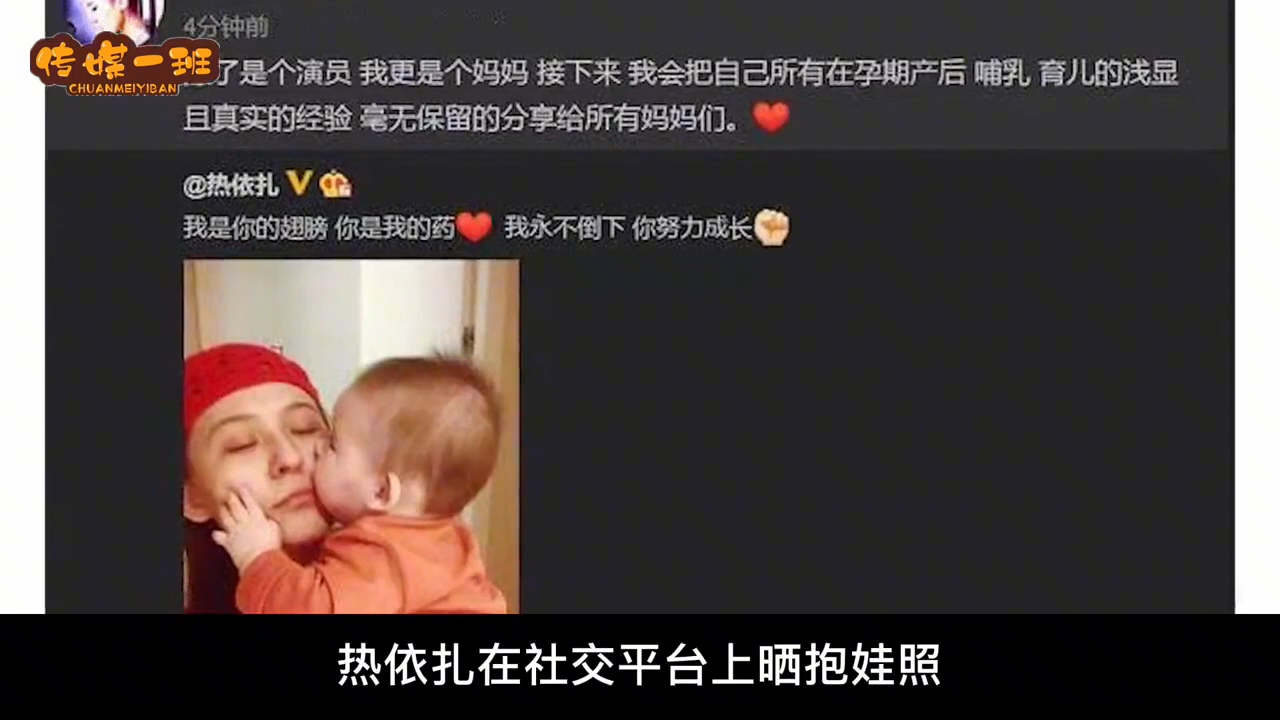 4分钟前
传媒一班
CHUANMEIYIBAN
了是个演员 我更是个妈妈 接下来 我会把自己所有在孕期产后 哺乳 育儿的浅显
且真实的经验 毫无保留的分享给所有妈妈们。❤️
@热依扎
我是你的翅膀 你是我的药❤️ 我永不倒下 你努力成长✊🏻
热依扎在社交平台上晒抱娃照